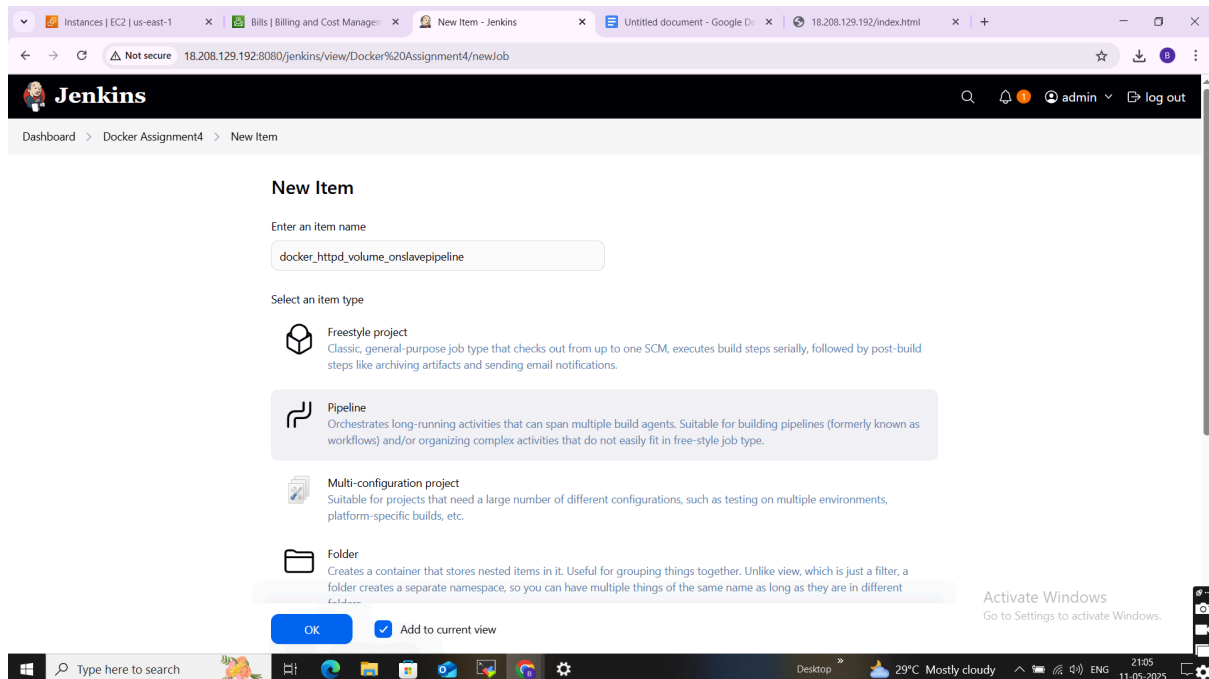 Instances | EC2 | us-east-1
Bills | Billing and Cost Managem
New Item - Jenkins
Untitled document - Google Do
18.208.129.192/index.html
Not secure 18.208.129.192:8080/jenkins/view/Docker%20Assignment4/newJob
B
Jenkins
1
admin
log out
Dashboard > Docker Assignment4 > New Item
New Item
Enter an item name
docker_httpd_volume_onslavepipeline
Select an item type
Freestyle project
Classic, general-purpose job type that checks out from up to one SCM, executes build steps serially, followed by post-build
steps like archiving artifacts and sending email notifications.
Pipeline
Orchestrates long-running activities that can span multiple build agents. Suitable for building pipelines (formerly known as
workflows) and/or organizing complex activities that do not easily fit in free-style job type.
Multi-configuration project
Suitable for projects that need a large number of different configurations, such as testing on multiple environments,
platform-specific builds, etc.
Folder
Creates a container that stores nested items in it. Useful for grouping things together. Unlike view, which is just a filter, a
folder creates a separate namespace, so you can have multiple things of the same name as long as they are in different
folders.
OK
Add to current view
Activate Windows
Go to Settings to activate Windows.
Type here to search
Desktop
29°C Mostly cloudy
ENG
21:05
11-05-2025